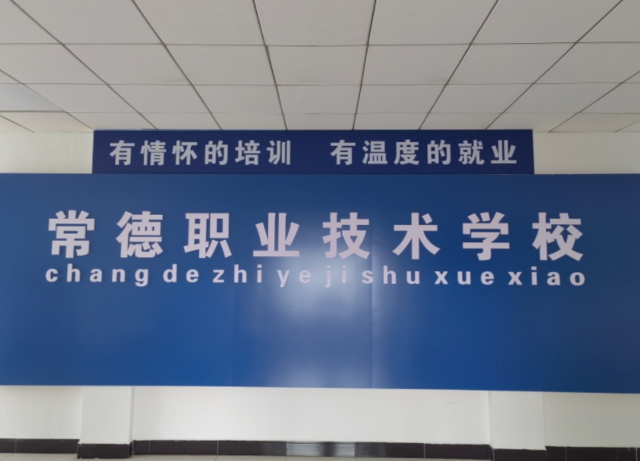 有情怀的培训 有温度的就业
常德职业技术学校
chang de zhi ye ji shu xue xiao